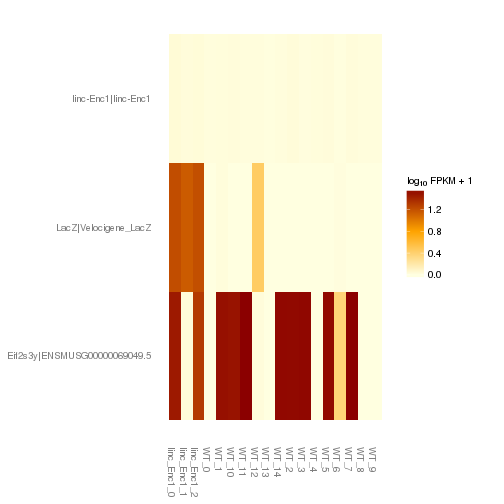 linc-Enc1|linc-Enc1
LacZ|Velocigene_LacZ
Eif2s3y|ENSMUSG00000069049.5
log10 FPKM + 1
1.2
0.8
0.4
0.0
linc_Enc1_0
linc_Enc1_1
linc_Enc1_2
WT_0
WT_1
WT_10
WT_11
WT_12
WT_13
WT_14
WT_2
WT_3
WT_4
WT_5
WT_6
WT_7
WT_8
WT_9